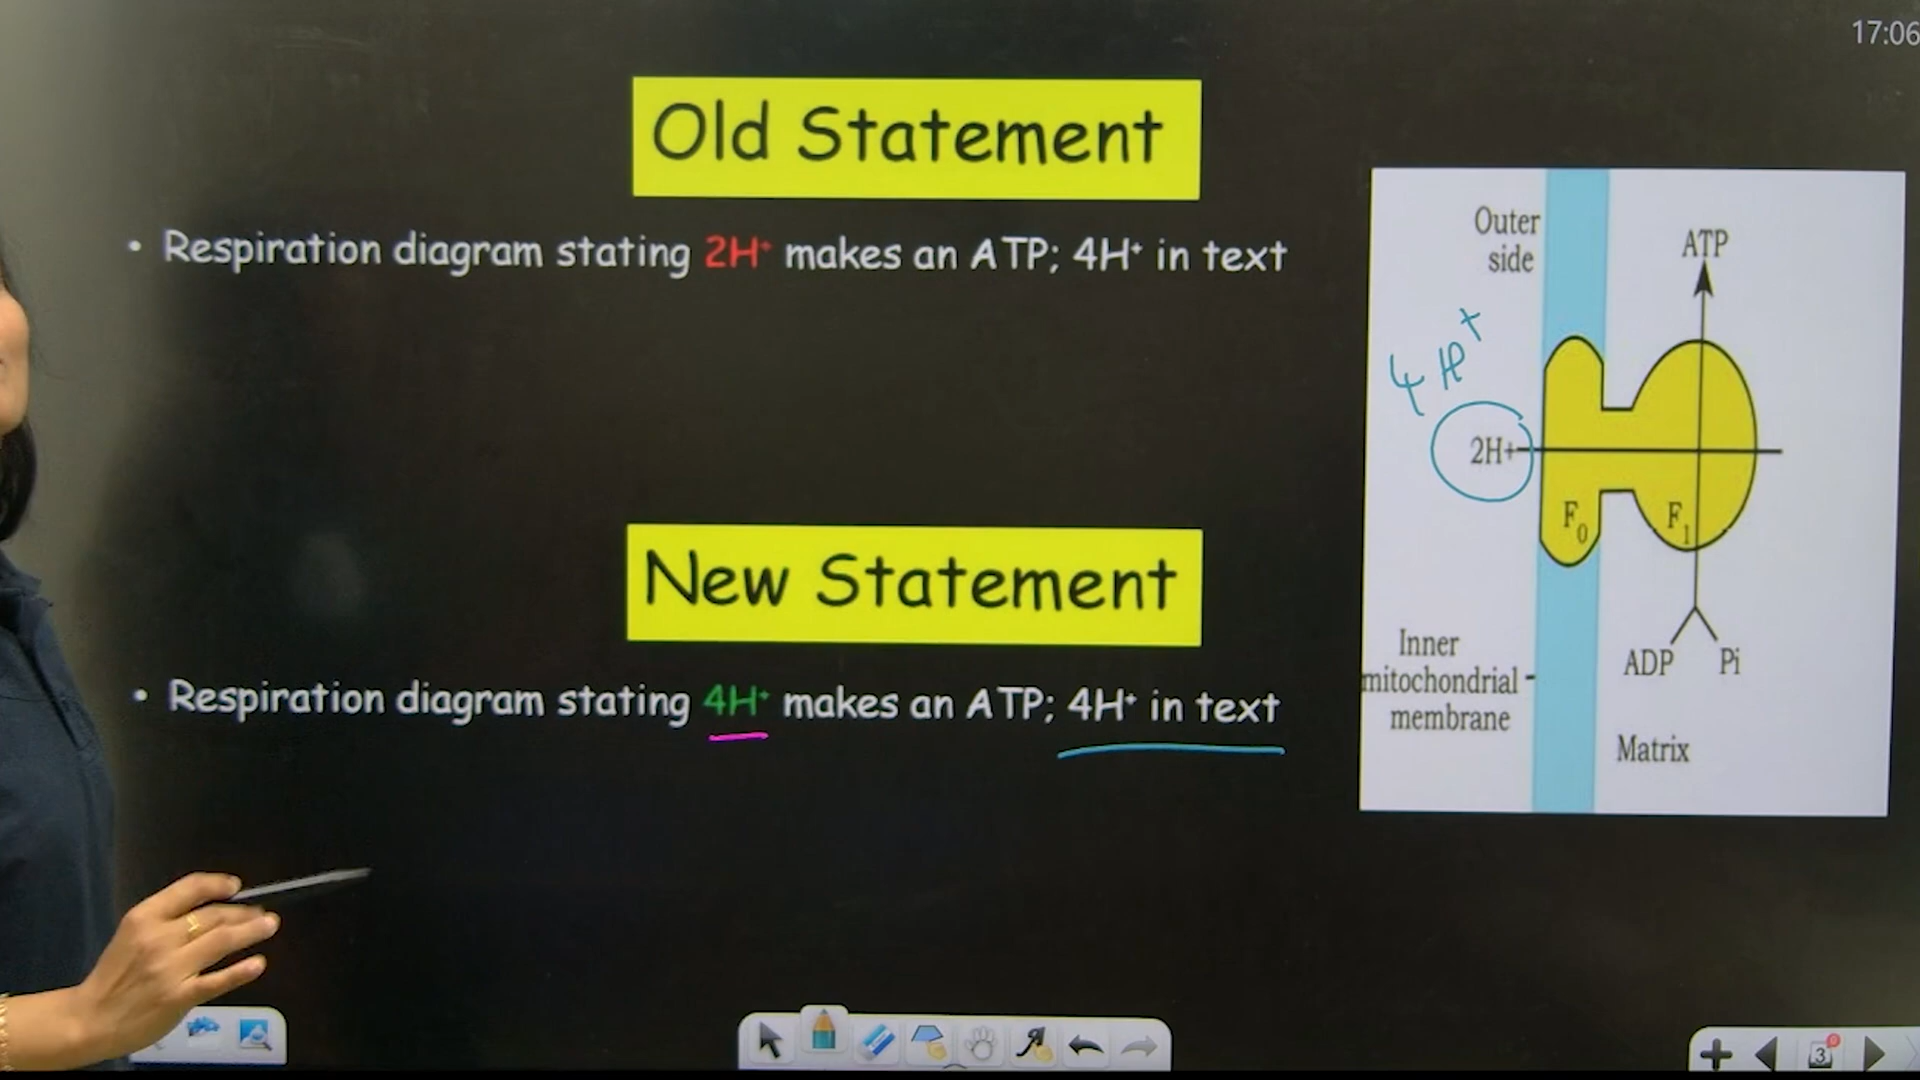 17:06
Old Statement
• Respiration diagram stating 2H⁺ makes an ATP; 4H⁺ in text
New Statement
• Respiration diagram stating 4H⁺ makes an ATP; 4H⁺ in text
Outer
side
ATP
4H⁺
2H+
F₀
F₁
ADP Pi
Inner
mitochondrial
membrane
Matrix
3